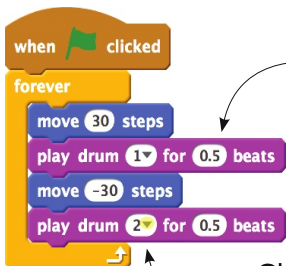 when clicked
forever
move 30 steps
play drum 1 for 0.5 beats
move -30 steps
play drum 2 for 0.5 beats